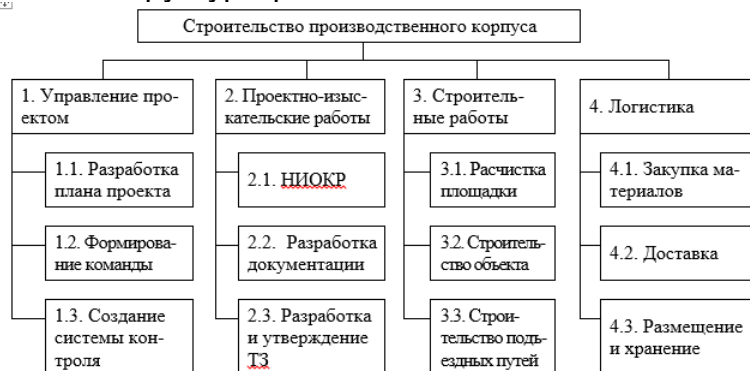 Строительство производственного корпуса
1. Управление про-
ектом
2. Проектно-изыс-
кательские работы
3. Строитель-
ные работы
4. Логистика
1.1. Разработка
плана проекта
2.1. НИОКР
3.1. Расчистка
площадки
4.1. Закупка ма-
териалов
1.2. Формирова-
ние команды
2.2. Разработка
документации
3.2. Строитель-
ство объекта
4.2. Доставка
1.3. Создание
системы кон-
троля
2.3. Разработка
и утверждение
ТЗ
3.3. Строи-
тельство подъ-
ездных путей
4.3. Размещение
и хранение